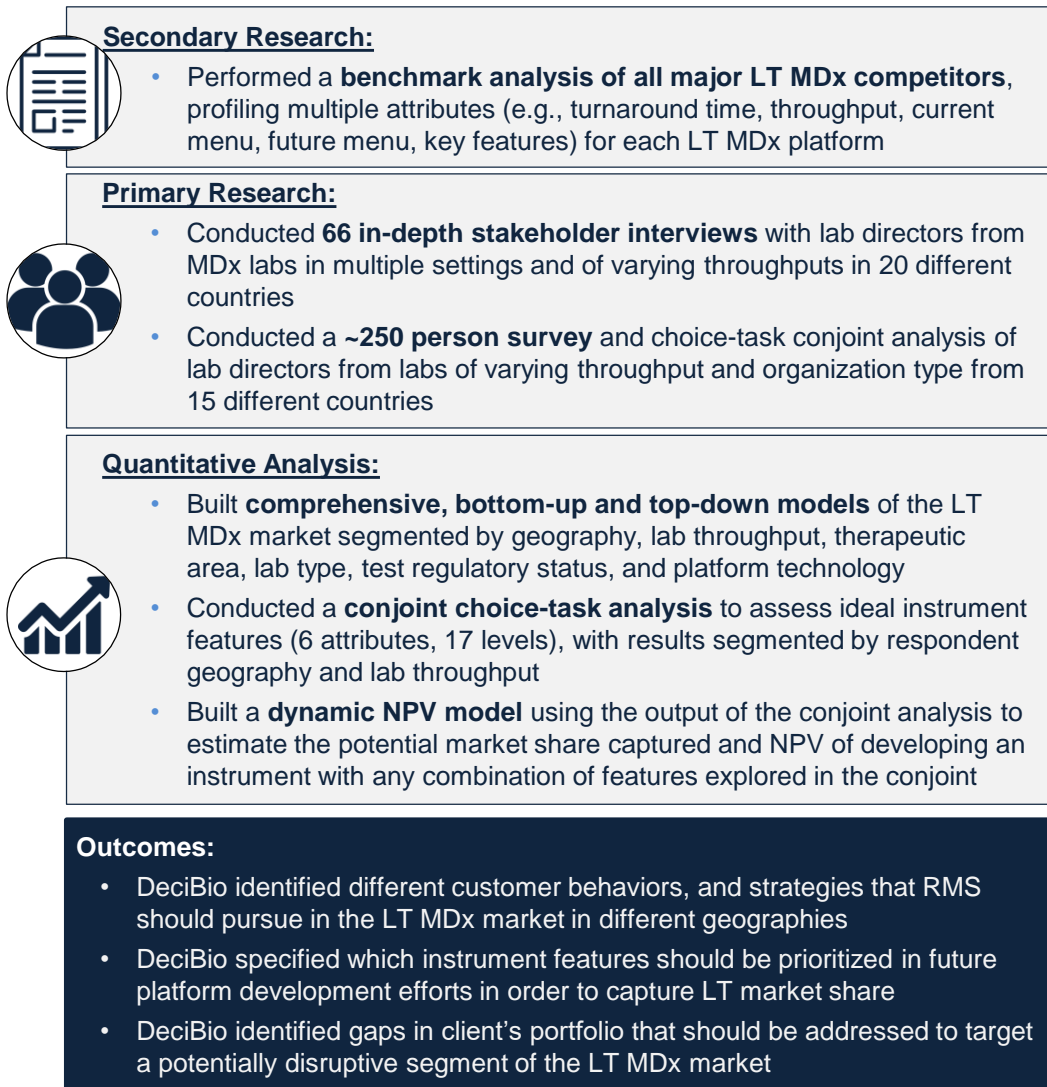 Secondary Research:
• Performed a benchmark analysis of all major LT MDx competitors,
profiling multiple attributes (e.g., turnaround time, throughput, current
menu, future menu, key features) for each LT MDx platform
Primary Research:
• Conducted 66 in-depth stakeholder interviews with lab directors from
MDx labs in multiple settings and of varying throughputs in 20 different
countries
• Conducted a ~250 person survey and choice-task conjoint analysis of
lab directors from labs of varying throughput and organization type from
15 different countries
Quantitative Analysis:
• Built comprehensive, bottom-up and top-down models of the LT
MDx market segmented by geography, lab throughput, therapeutic
area, lab type, test regulatory status, and platform technology
• Conducted a conjoint choice-task analysis to assess ideal instrument
features (6 attributes, 17 levels), with results segmented by respondent
geography and lab throughput
• Built a dynamic NPV model using the output of the conjoint analysis to
estimate the potential market share captured and NPV of developing an
instrument with any combination of features explored in the conjoint
Outcomes:
• DeciBio identified different customer behaviors, and strategies that RMS
should pursue in the LT MDx market in different geographies
• DeciBio specified which instrument features should be prioritized in future
platform development efforts in order to capture LT market share
• DeciBio identified gaps in client's portfolio that should be addressed to target
a potentially disruptive segment of the LT MDx market